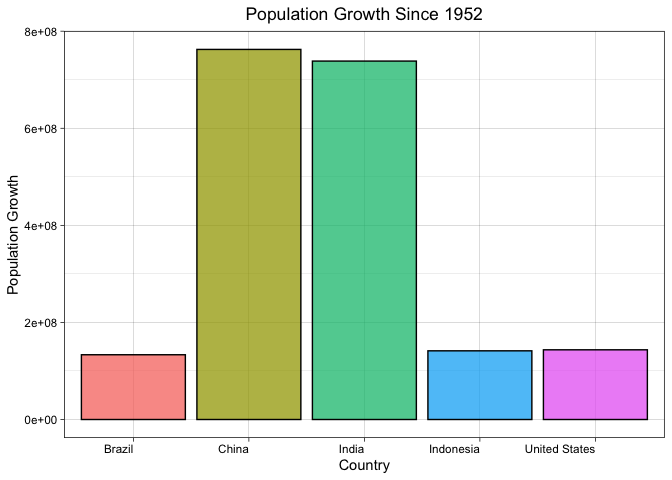 Population Growth Since 1952
Population Growth
8e+08
6e+08
4e+08
2e+08
0e+00
Brazil China India Indonesia United States
Country